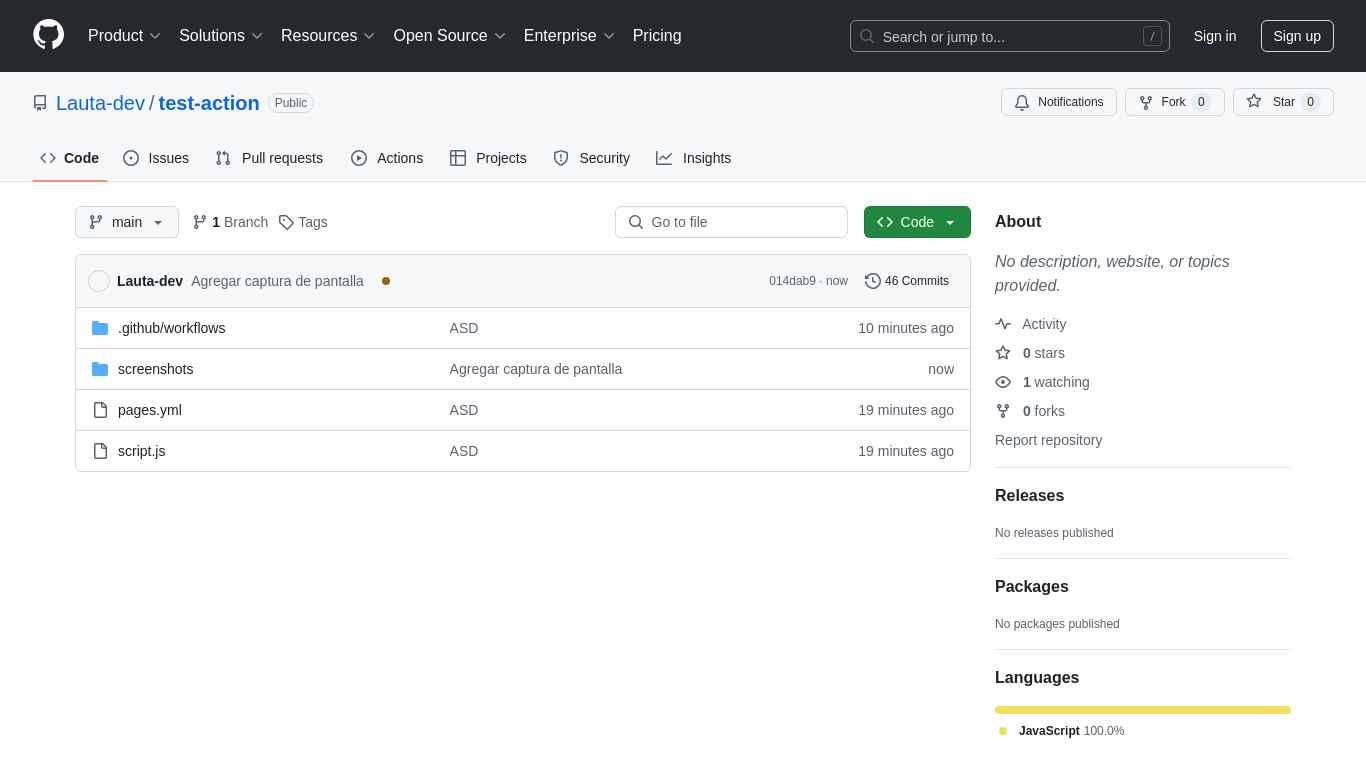 Product Solutions Resources Open Source Enterprise Pricing Search or jump to... / Sign in Sign up
Lauta-dev / test-action Public Notifications Fork 0 Star 0
Code Issues Pull requests Actions Projects Security Insights
main 1 Branch Tags Go to file Code
Lauta-dev Agregar captura de pantalla 014dab9 · now 46 Commits
.github/workflows ASD 10 minutes ago
screenshots Agregar captura de pantalla now
pages.yml ASD 19 minutes ago
script.js ASD 19 minutes ago
About
No description, website, or topics
provided.
Activity
0 stars
1 watching
0 forks
Report repository
Releases
No releases published
Packages
No packages published
Languages
JavaScript 100.0%